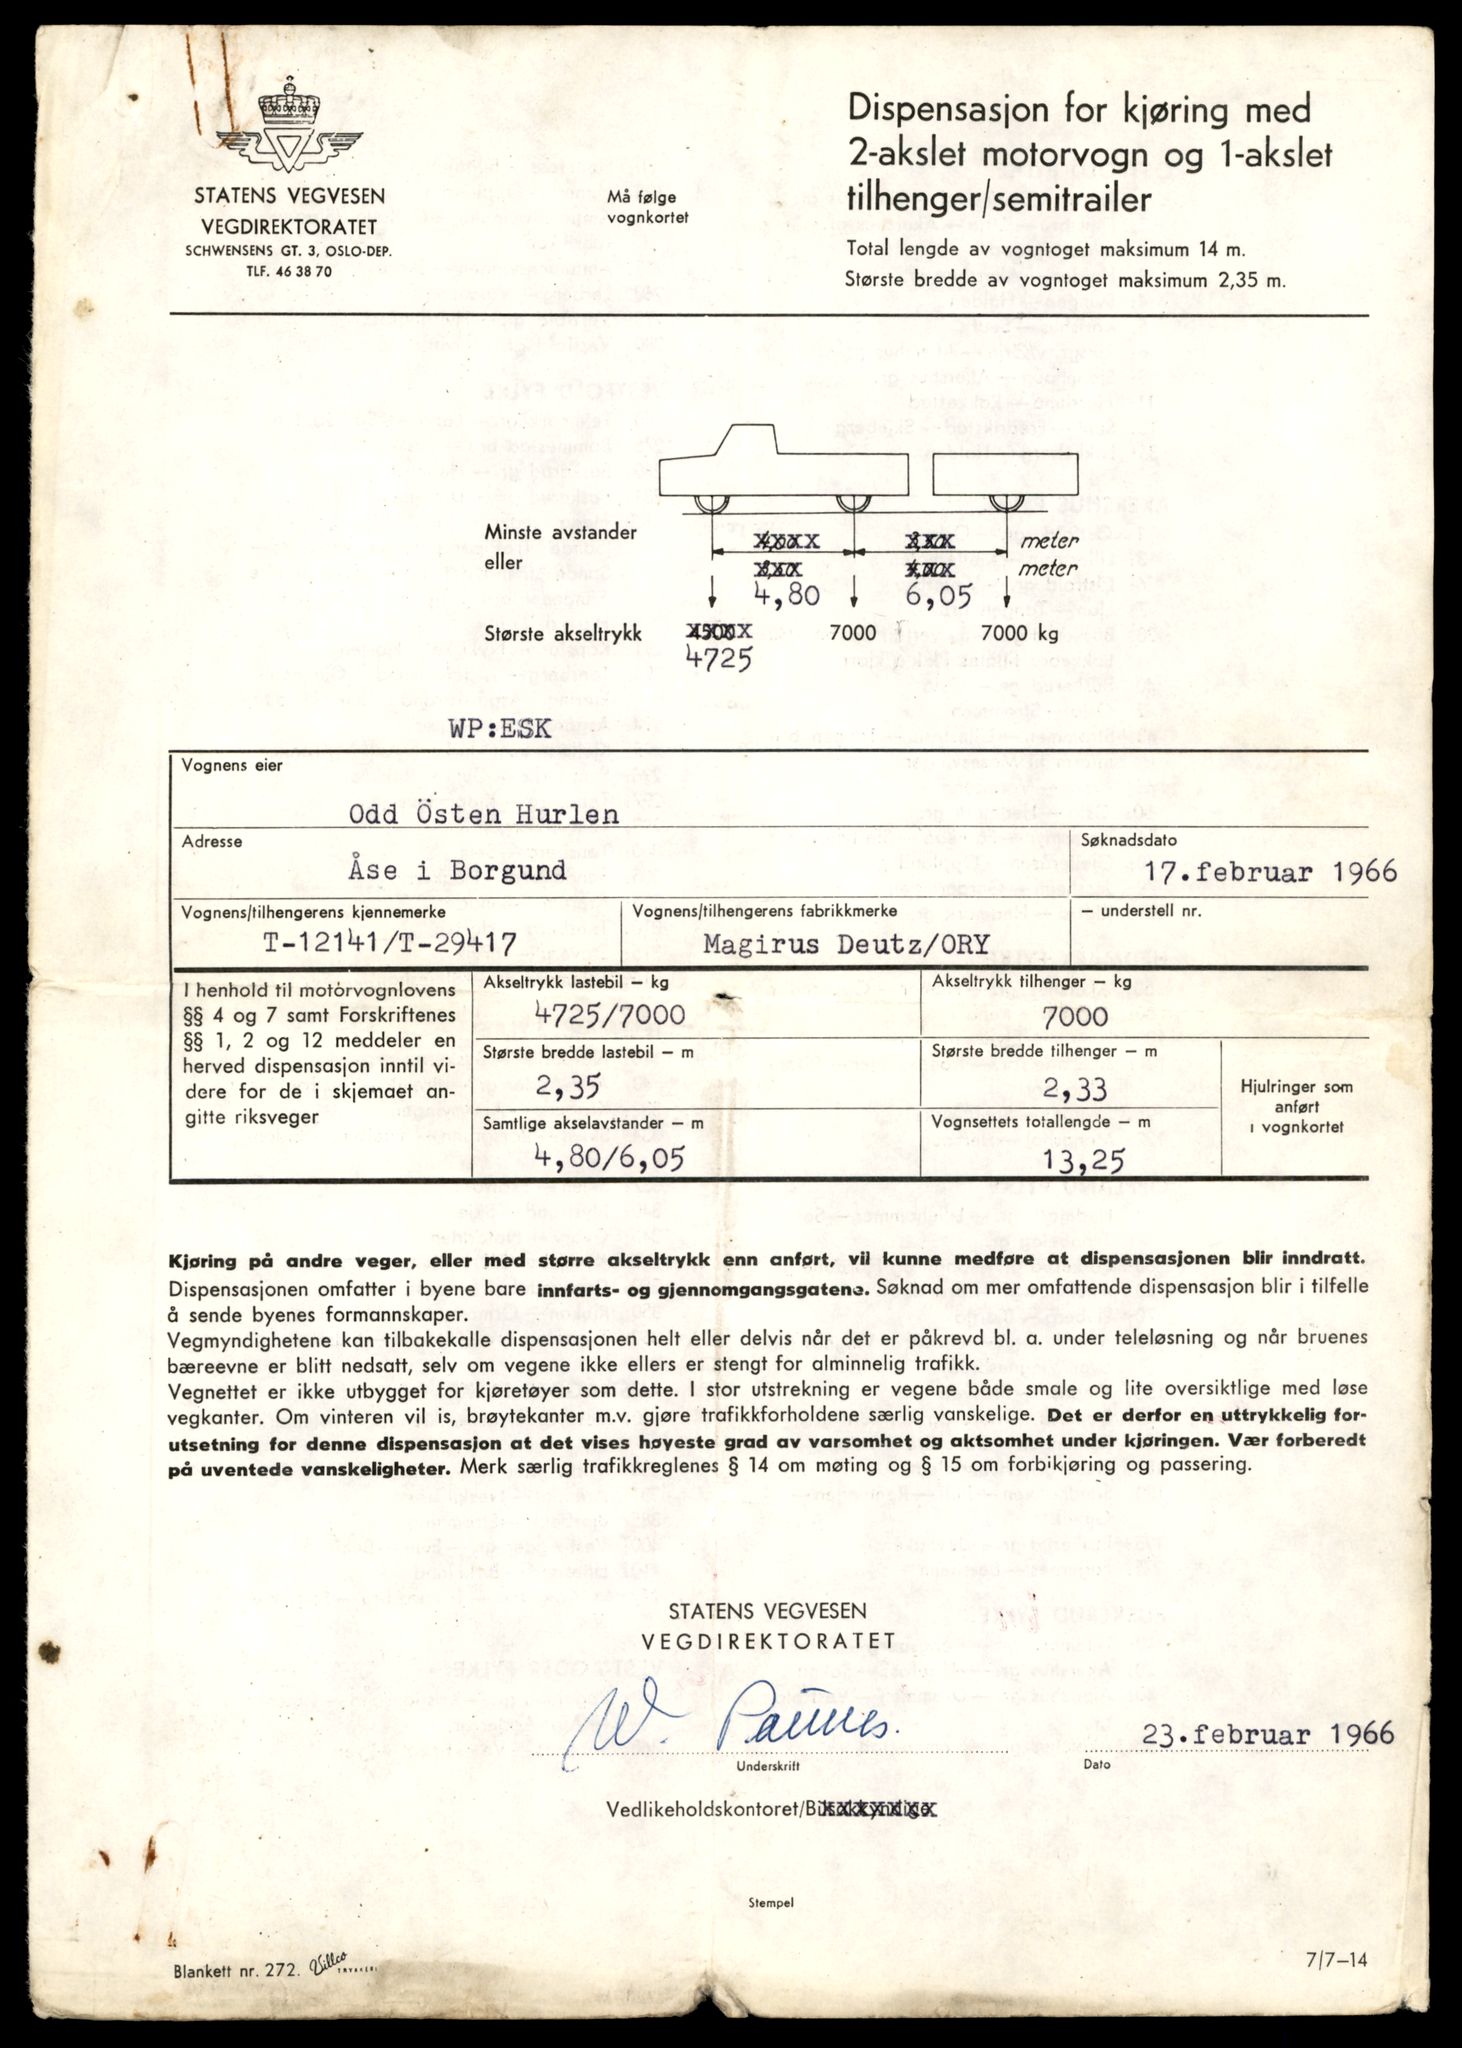 STATENS VEGVESEN
VEGDIREKTORATET
SCHWENSENS GT. 3, OSLO-DEP.
TLF. 46 38 70
Må følge
vognkortet
Dispensasjon for kjøring med
2-akslet motorvogn og 1-akslet
tilhenger/semitrailer
Total lengde av vogntoget maksimum 14 m.
Største bredde av vogntoget maksimum 2,35 m.
Minste avstander meter
eller meter
4,80 6,05
Største akseltrykk 4500 7000 7000 kg
4725
WP:ESK
Vognens eier
Odd Östen Hurlen
Adresse Søknadsdato
Åse i Borgund 17.februar 1966
Vognens/tilhengerens kjennemerke Vognens/tilhengerens fabrikkmerke – understell nr.
T-12141/T-29417 Magirus Deutz/ORY
I henhold til motorvognlovens
§§ 4 og 7 samt Forskriftenes
§§ 1, 2 og 12 meddeler en
herved dispensasjon inntil vi-
dere for de i skjemaet an-
gitte riksveger
Akseltrykk lastebil – kg Akseltrykk tilhenger – kg
4725/7000 7000
Største bredde lastebil – m Største bredde tilhenger – m
2,35 2,33
Samtlige akselavstander – m Vognsettets totallengde – m
4,80/6,05 13,25
Hjulringer som
anført
i vognkortet
Kjøring på andre veger, eller med større akseltrykk enn anført, vil kunne medføre at dispensasjonen blir inndratt.
Dispensasjonen omfatter i byene bare innfarts- og gjennomgangsgatene. Søknad om mer omfattende dispensasjon blir i tilfelle
å sende byenes formannskaper.
Vegmyndighetene kan tilbakekalle dispensasjonen helt eller delvis når det er påkrevd bl. a. under teleløsning og når bruenes
bæreevne er blitt nedsatt, selv om vegene ikke ellers er stengt for alminnelig trafikk.
Vegnettet er ikke utbygget for kjøretøyer som dette. I stor utstrekning er vegene både smale og lite oversiktlige med løse
vegkanter. Om vinteren vil is, brøytekanter m.v. gjøre trafikkforholdene særlig vanskelige. Det er derfor en uttrykkelig for-
utsetning for denne dispensasjon at det vises høyeste grad av varsomhet og aktsomhet under kjøringen. Vær forberedt
på uventede vanskeligheter. Merk særlig trafikkreglenes § 14 om møting og § 15 om forbikjøring og passering.
STATENS VEGVESEN
VEGDIREKTORATET
W. 23.februar 1966
Underskrift Dato
Vedlikeholdskontoret/Bilsakkyndige
Stempel
Blankett nr. 272. Villco TRYKKERI
7/7–14